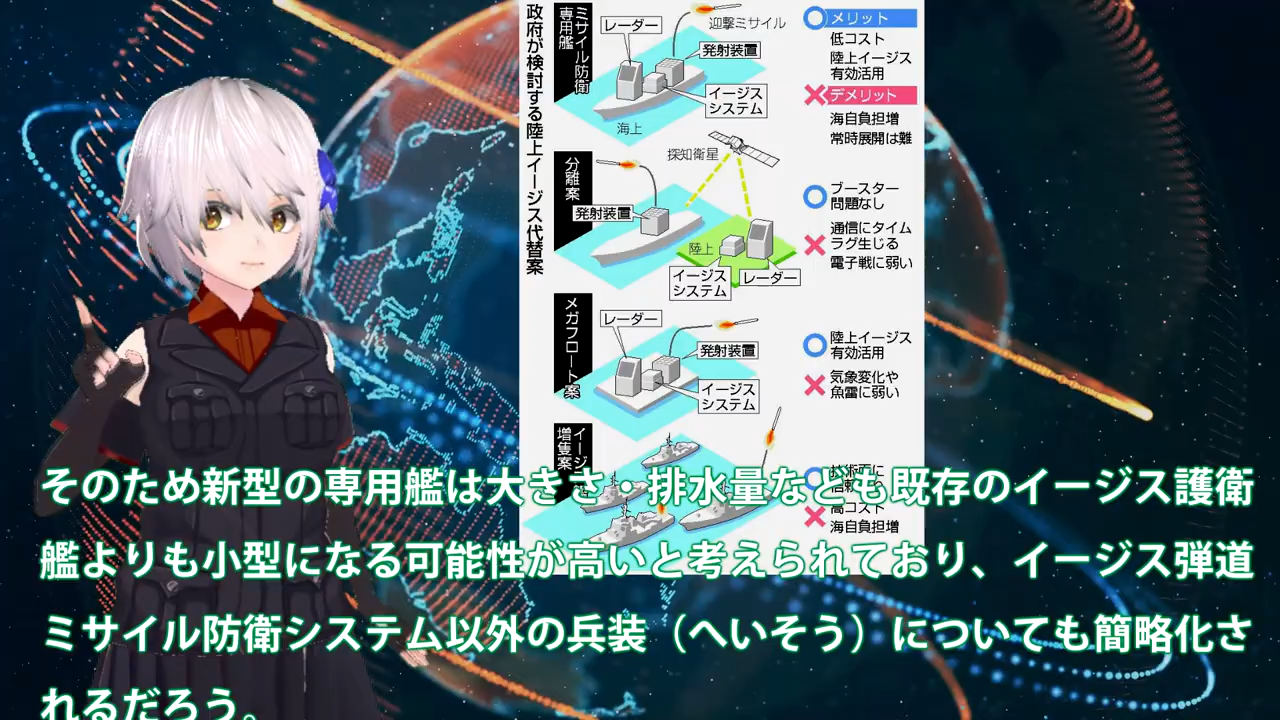 政府が検討する陸上イージス代替案
ミサイル防衛
専用艦
レーダー
迎撃ミサイル
発射装置
イージス
システム
海上
メリット
低コスト
陸上イージス
有効活用
デメリット
海自負担増
常時展開は難
分離案
探知衛星
発射装置
陸上
イージス
システム
レーダー
ブースター
問題なし
通信にタイム
ラグ生じる
電子戦に弱い
メガフロート案
レーダー
発射装置
イージス
システム
陸上イージス
有効活用
気象変化や
魚雷に弱い
イージ
増隻案
高コスト
海自負担増
そのため新型の専用艦は大きさ・排水量なども既存のイージス護衛
艦よりも小型になる可能性が高いと考えられており、イージス弾道
ミサイル防衛システム以外の兵装（へいそう）についても簡略化さ
れるだろう。